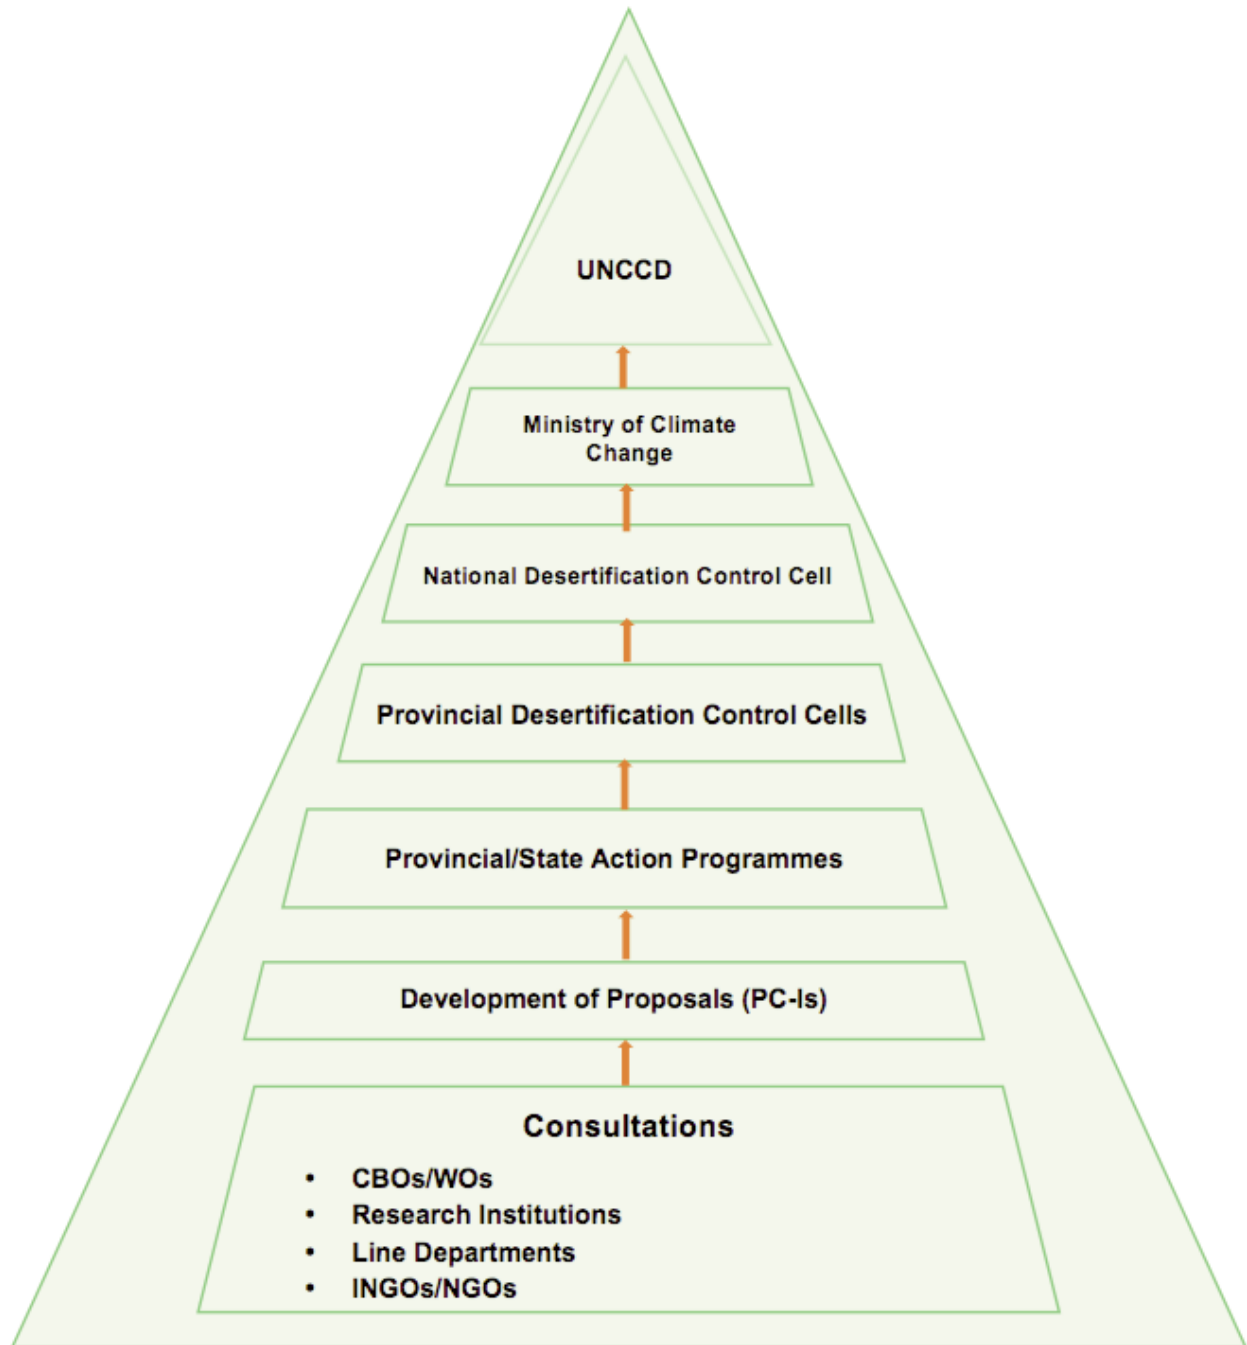 UNCCD
Ministry of Climate
Change
National Desertification Control Cell
Provincial Desertification Control Cells
Provincial/State Action Programmes
Development of Proposals (PC-Is)
Consultations
• CBOs/WOs
• Research Institutions
• Line Departments
• INGOs/NGOs